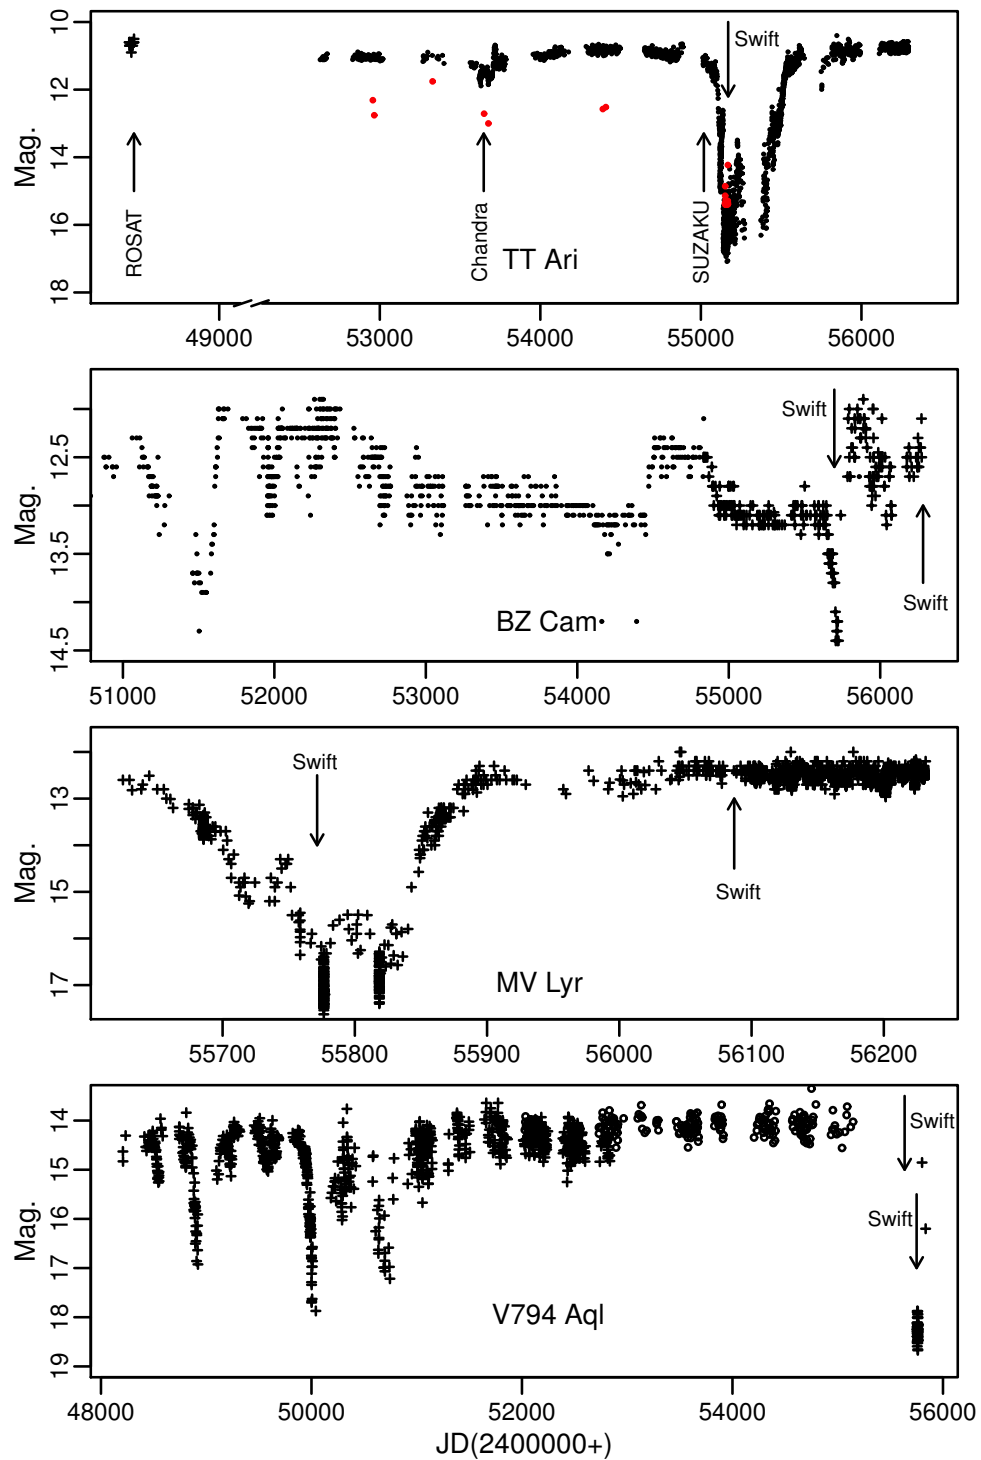 10
12
14
16
18
Mag.
ROSAT
Chandra
SUZAKU
Swift
TT Ari
49000 53000 54000 55000 56000
12.5
13.5
14.5
Mag.
Swift
Swift
BZ Cam
51000 52000 53000 54000 55000 56000
13
15
17
Mag.
Swift
Swift
MV Lyr
55700 55800 55900 56000 56100 56200
14
15
16
17
18
19
Mag.
Swift
Swift
V794 Aql
48000 50000 52000 54000 56000
JD(2400000+)